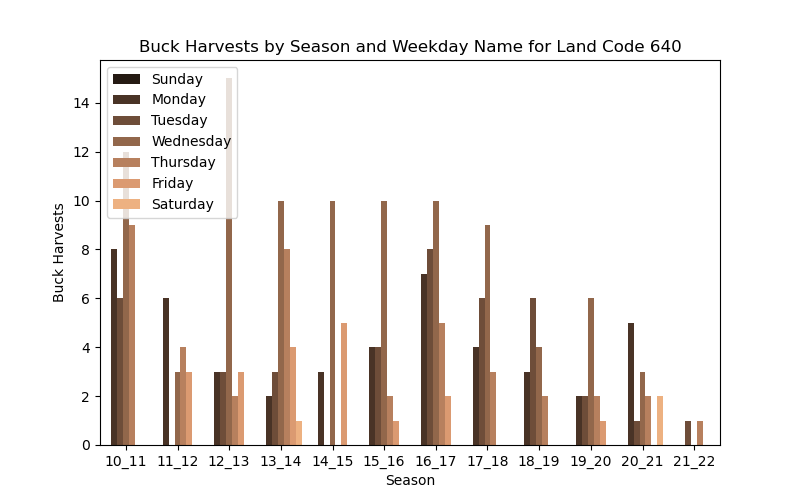 Buck Harvests by Season and Weekday Name for Land Code 640
Sunday
Monday
Tuesday
Wednesday
Thursday
Friday
Saturday
14
12
10
8
6
4
2
0
Buck Harvests
10_11 11_12 12_13 13_14 14_15 15_16 16_17 17_18 18_19 19_20 20_21 21_22
Season